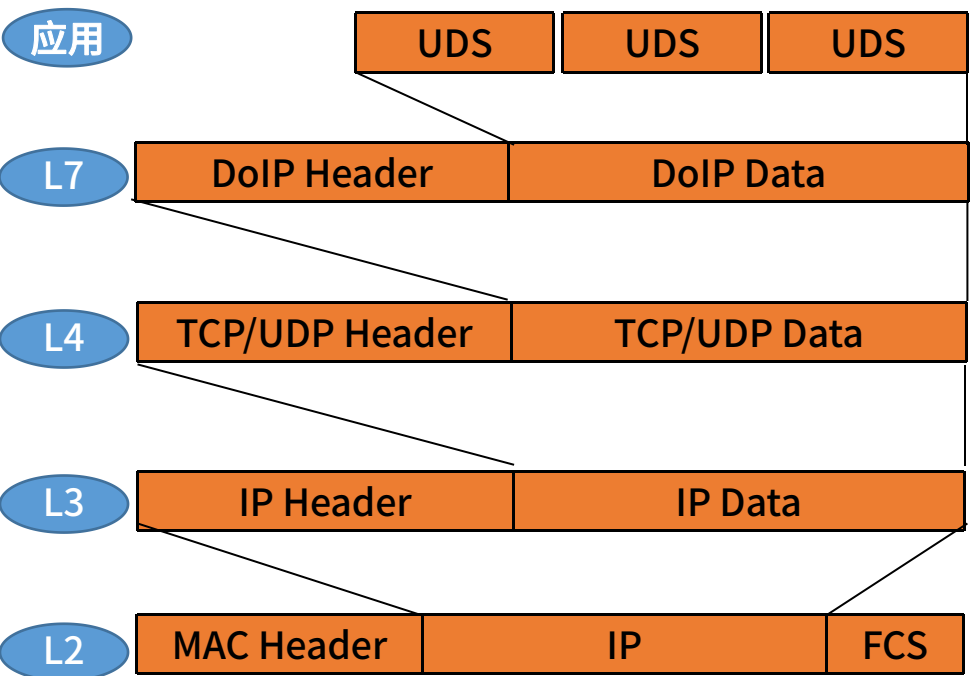 应用
UDS UDS UDS
L7
DoIP Header DoIP Data
L4
TCP/UDP Header TCP/UDP Data
L3
IP Header IP Data
L2
MAC Header IP FCS